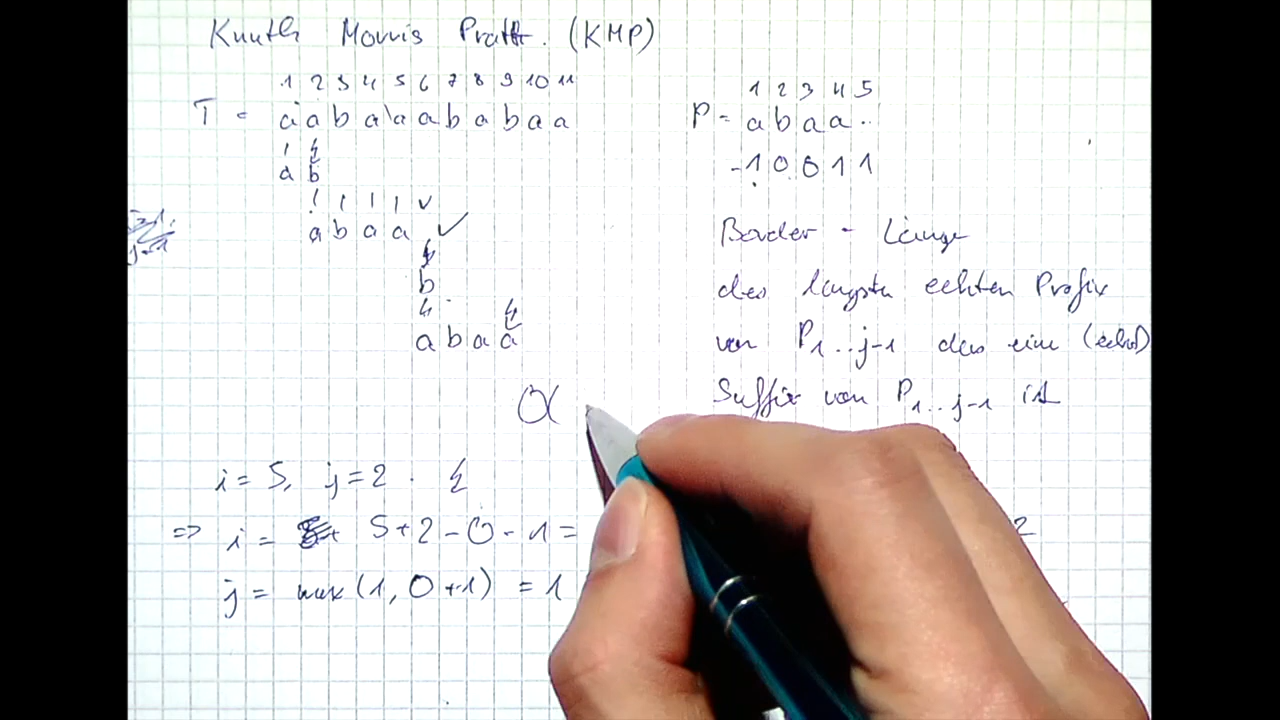 Knuth Morris Pratt. (KMP)
1 2 3 4 5 6 7 8 9 10 11
T = a a b a a a b a b a a
a b
a b a a ✓
b
a b a a
O(
i = 5, j = 2
=> i = 5+2-0-1 =
j = max(1, 0+1) = 1
2
1 2 3 4 5
P = a b a a ..
-1 0 0 1 1
Border - Länge
des längsten echten Präfix
von P1..j-1 das ein (echt)
Suffix von P1..j-1 ist